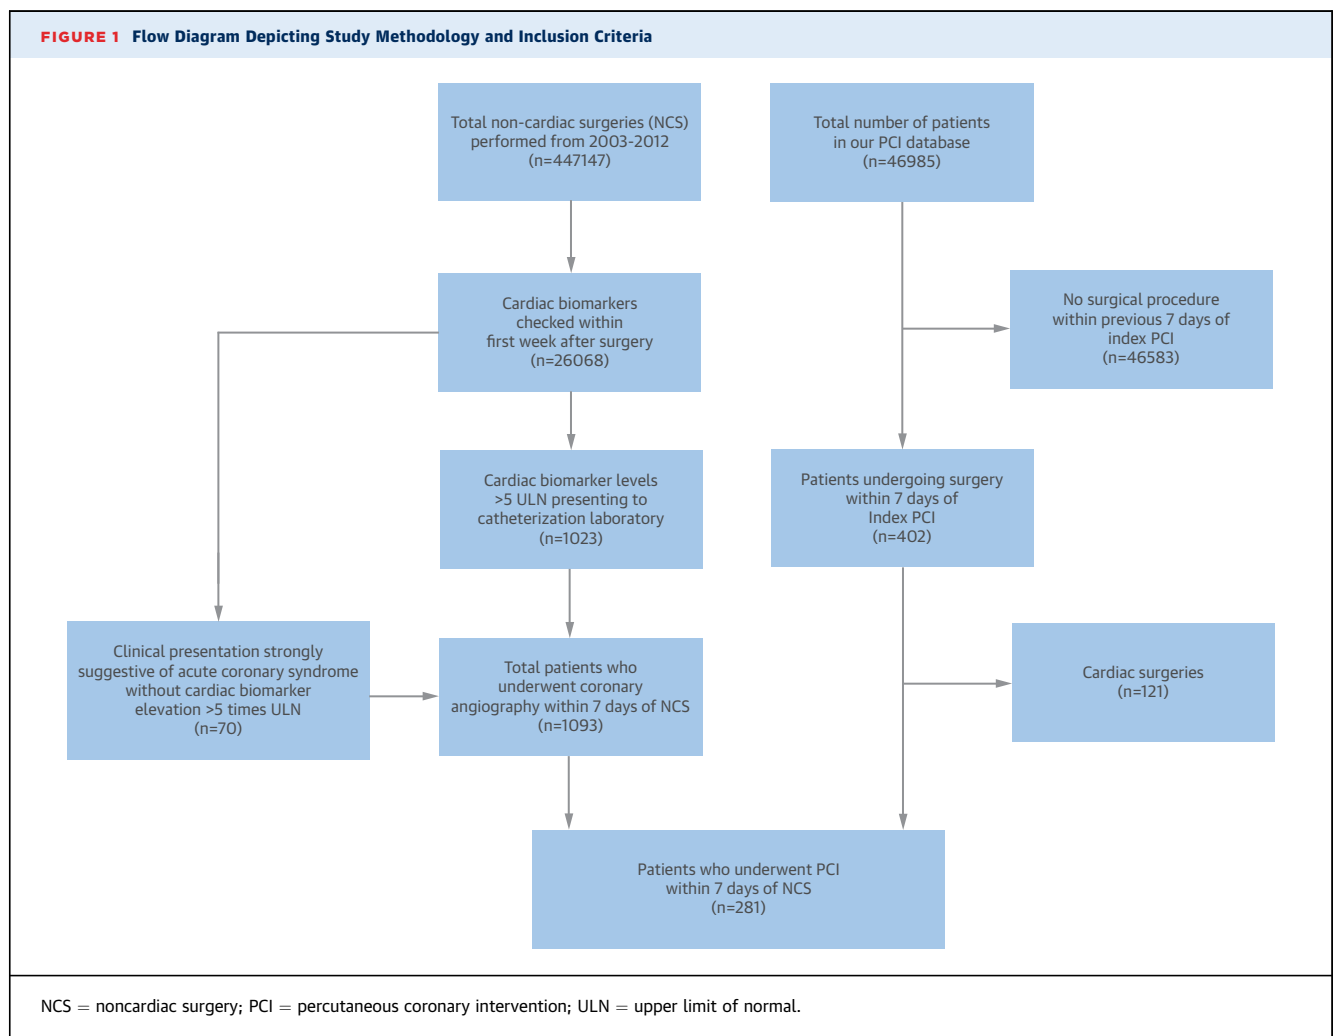 FIGURE 1 Flow Diagram Depicting Study Methodology and Inclusion Criteria
Total non-cardiac surgeries (NCS)
performed from 2003-2012
(n=447147)
Cardiac biomarkers
checked within
first week after surgery
(n=26068)
Cardiac biomarker levels
>5 ULN presenting to
catheterization laboratory
(n=1023)
Clinical presentation strongly
suggestive of acute coronary syndrome
without cardiac biomarker
elevation >5 times ULN
(n=70)
Total patients who
underwent coronary
angiography within 7 days of NCS
(n=1093)
Total number of patients
in our PCI database
(n=46985)
No surgical procedure
within previous 7 days of
index PCI
(n=46583)
Patients undergoing surgery
within 7 days of
Index PCI
(n=402)
Cardiac surgeries
(n=121)
Patients who underwent PCI
within 7 days of NCS
(n=281)
NCS = noncardiac surgery; PCI = percutaneous coronary intervention; ULN = upper limit of normal.